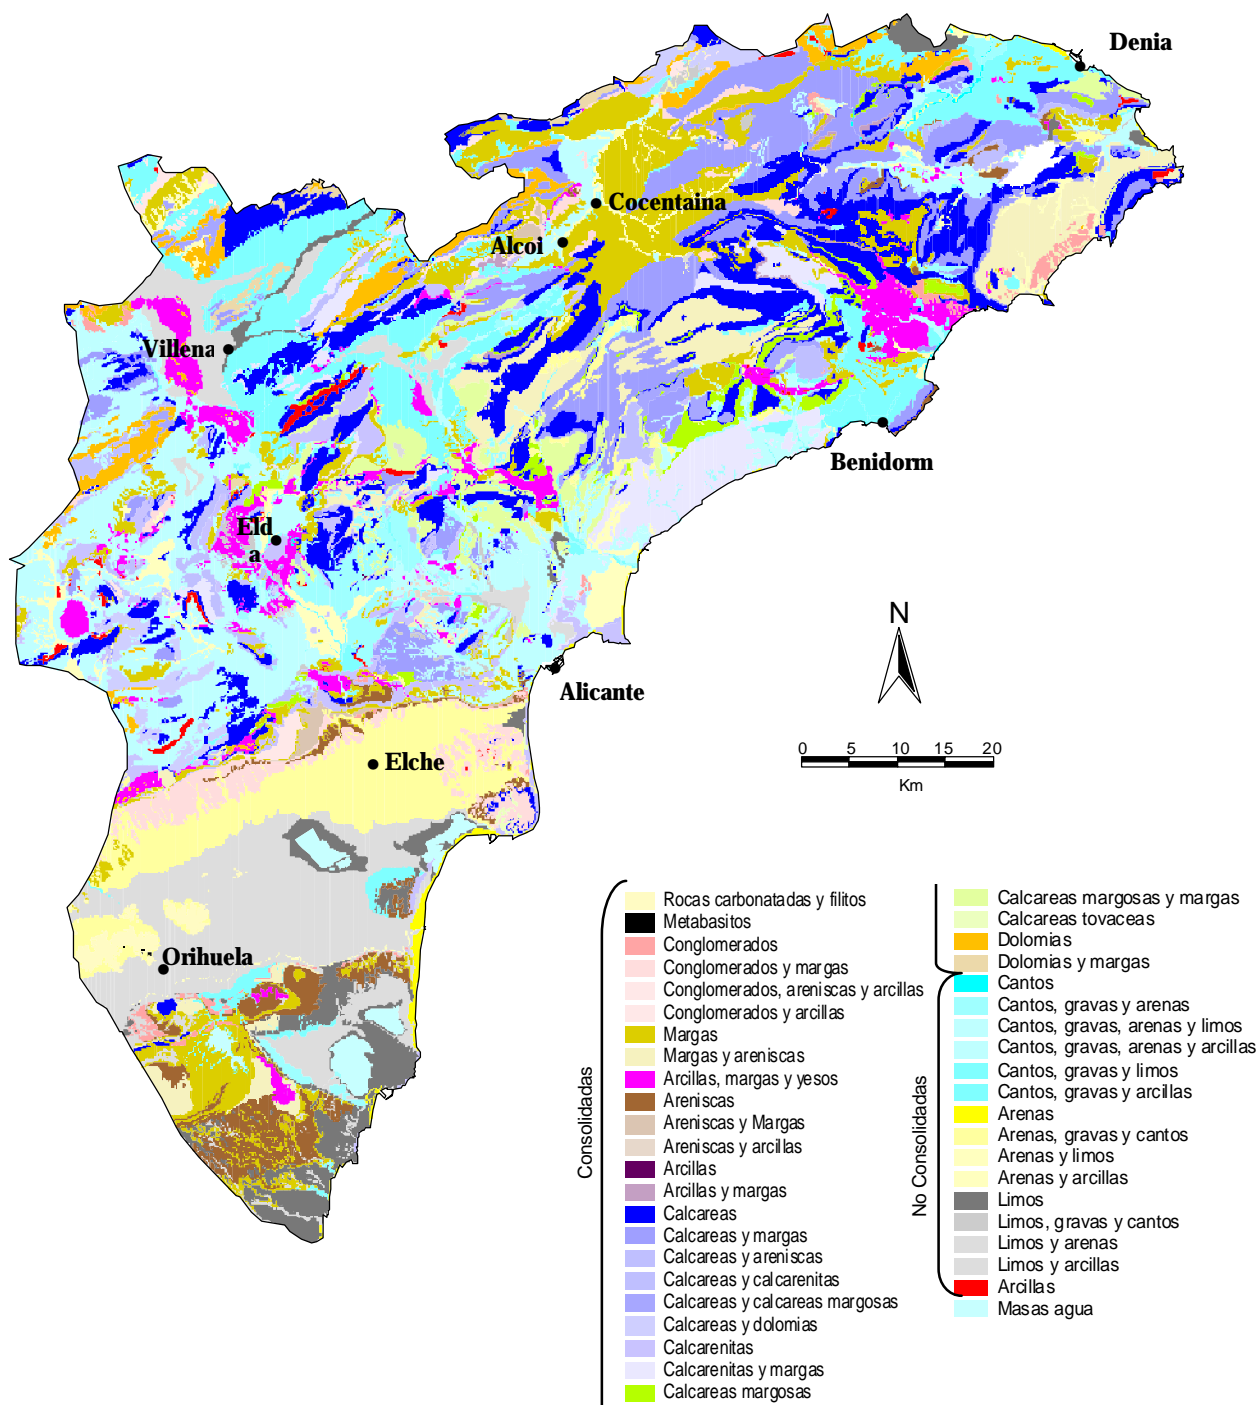 Denia
Cocentaina
Alcoi
Villena
Benidorm
Eld
a
Alicante
Elche
Orihuela
N
0 5 10 15 20
Km
Consolidadas
Rocas carbonatadas y filitos
Metabasitos
Conglomerados
Conglomerados y margas
Conglomerados, areniscas y arcillas
Conglomerados y arcillas
Margas
Margas y areniscas
Arcillas, margas y yesos
Areniscas
Areniscas y Margas
Areniscas y arcillas
Arcillas
Arcillas y margas
Calcareas
Calcareas y margas
Calcareas y areniscas
Calcareas y calcarenitas
Calcareas y calcareas margosas
Calcareas y dolomias
Calcarenitas
Calcarenitas y margas
Calcareas margosas
Calcareas margosas y margas
Calcareas tovaceas
Dolomias
Dolomias y margas
No Consolidadas
Cantos
Cantos, gravas y arenas
Cantos, gravas, arenas y limos
Cantos, gravas, arenas y arcillas
Cantos, gravas y limos
Cantos, gravas y arcillas
Arenas
Arenas, gravas y cantos
Arenas y limos
Arenas y arcillas
Limos
Limos, gravas y cantos
Limos y arenas
Limos y arcillas
Arcillas
Masas agua